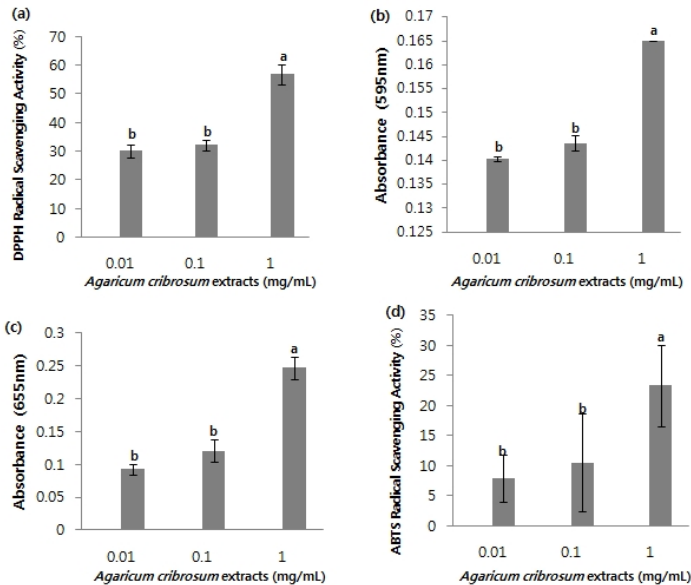 (a)
DPPH Radical Scavenging Activity (%)
70
60
50
40
30
20
10
0
b
b
a
0.01 0.1 1
Agaricum cribrosum extracts (mg/mL)
(b)
Absorbance (595nm)
0.17
0.165
0.16
0.155
0.15
0.145
0.14
0.135
0.13
0.125
b
b
a
0.01 0.1 1
Agaricum cribrosum extracts (mg/mL)
(c)
Absorbance (655nm)
0.3
0.25
0.2
0.15
0.1
0.05
0
b
b
a
0.01 0.1 1
Agaricum cribrosum extracts (mg/mL)
(d)
ABTS Radical Scavenging Activity (%)
35
30
25
20
15
10
5
0
b
b
a
0.01 0.1 1
Agaricum cribrosum extracts (mg/mL)